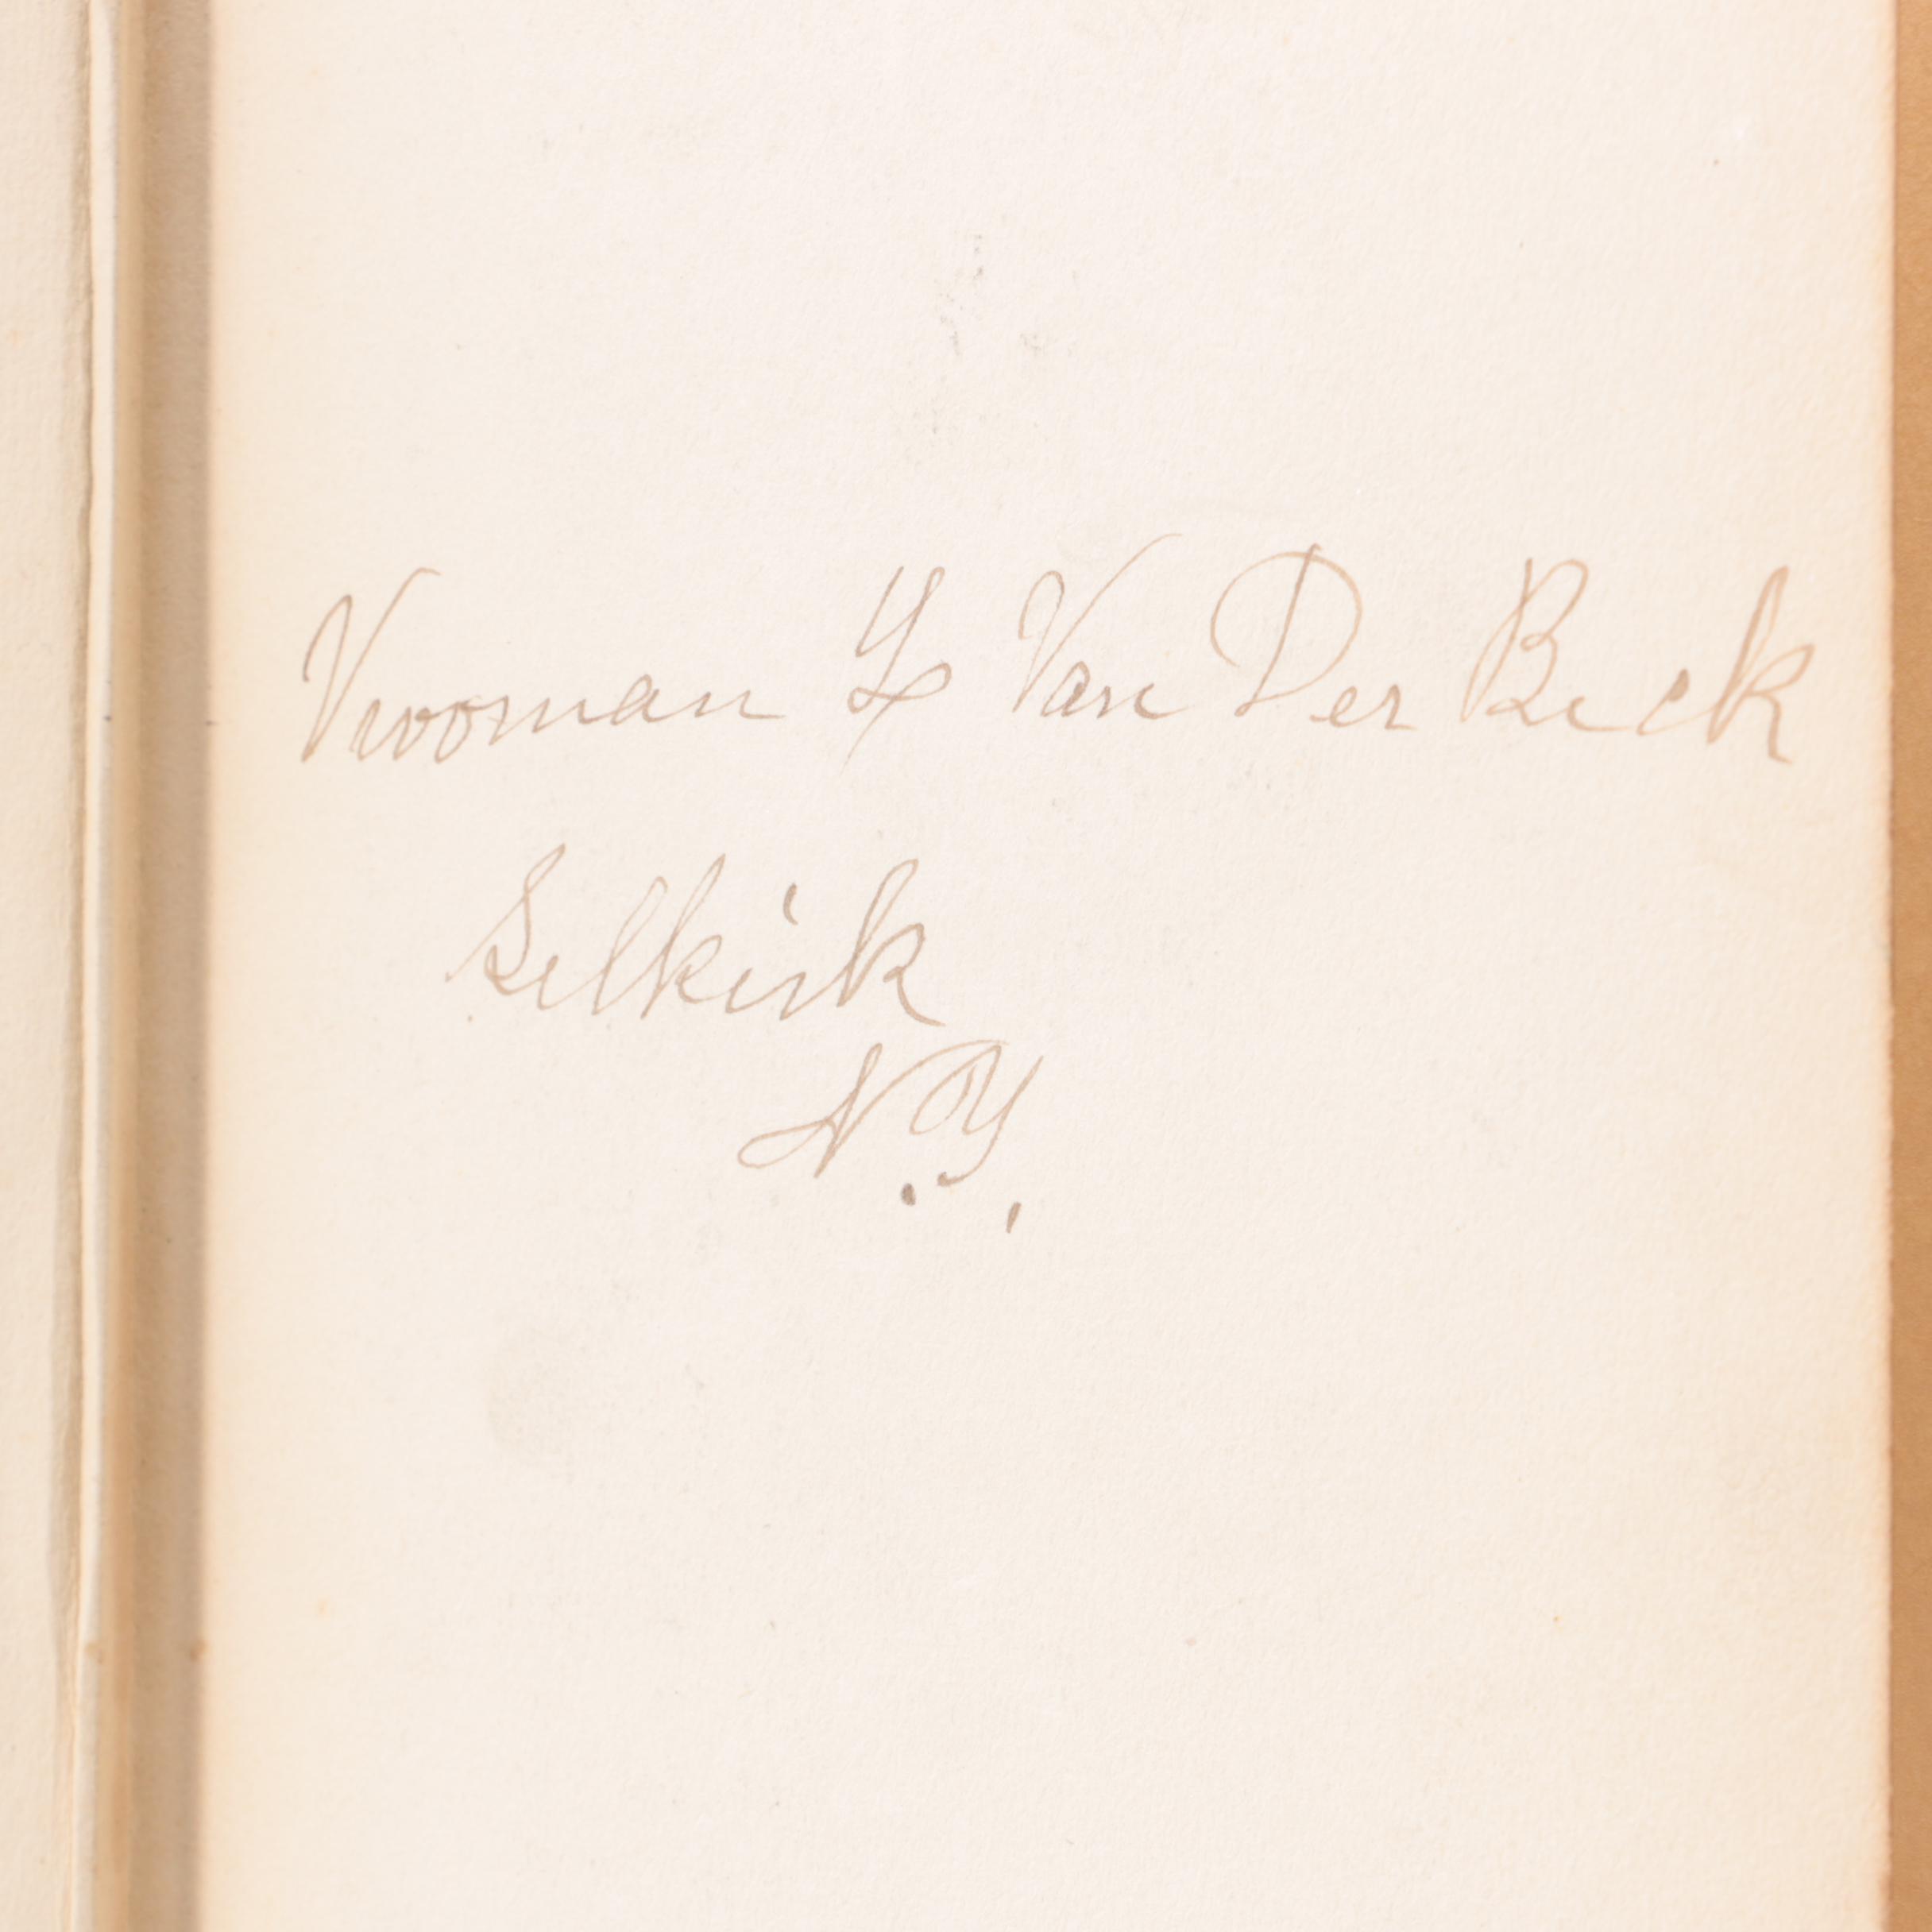 Vrooman L Van Der Beck
Selkirk
N.Y.